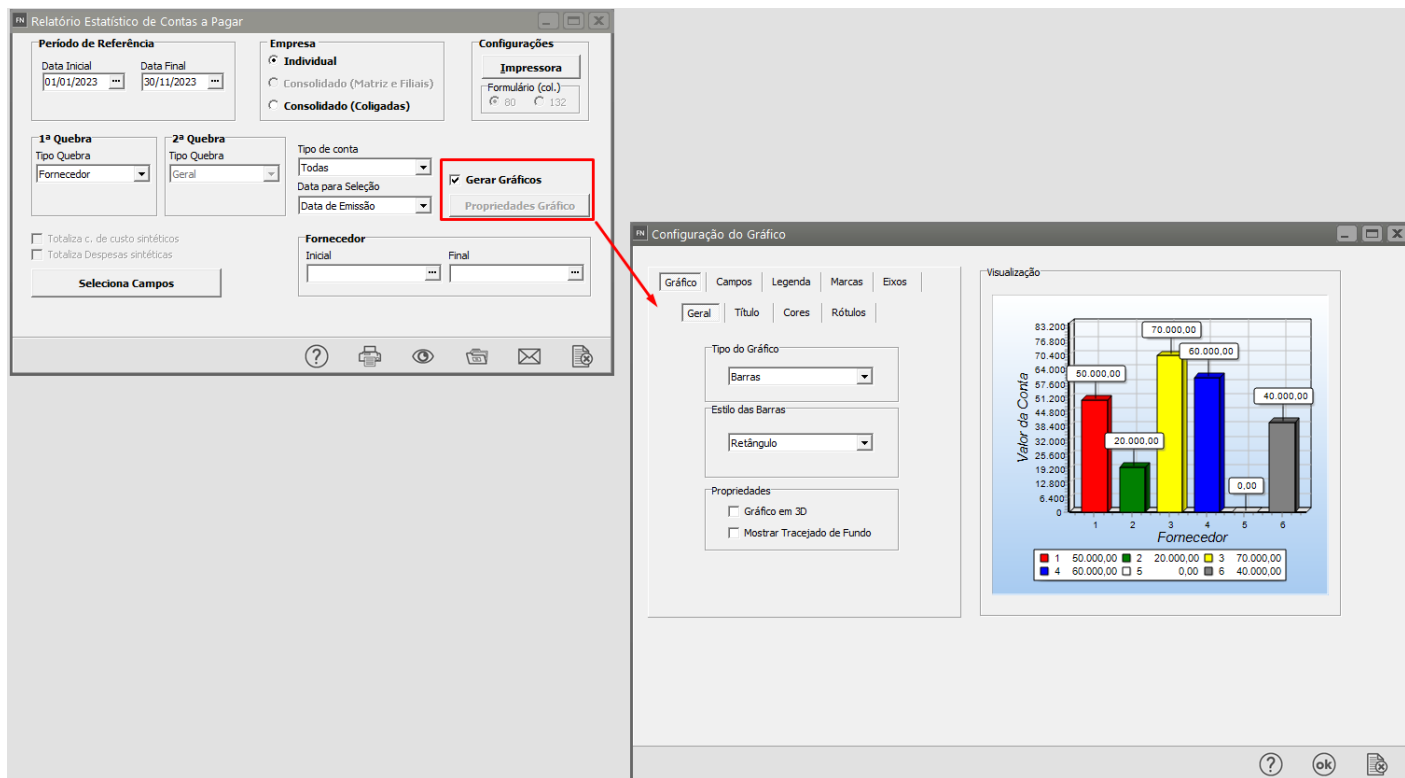 FN Relatório Estatístico de Contas a Pagar
Período de Referência
Data Inicial Data Final
01/01/2023 ... 30/11/2023 ...
Empresa
Individual
Consolidado (Matriz e Filiais)
Consolidado (Coligadas)
Configurações
Impressora
Formulário (col.)
80 132
1ª Quebra
Tipo Quebra
Fornecedor
2ª Quebra
Tipo Quebra
Geral
Tipo de conta
Todas
Data para Seleção
Data de Emissão
Gerar Gráficos
Propriedades Gráfico
Totaliza c. de custo sintéticos
Totaliza Despesas sintéticas
Seleciona Campos
Fornecedor
Inicial Final
... ...
?
FN Configuração do Gráfico
Gráfico Campos Legenda Marcas Eixos
Geral Título Cores Rótulos
Tipo do Gráfico
Barras
Estilo das Barras
Retângulo
Propriedades
Gráfico em 3D
Mostrar Tracejado de Fundo
Visualização
Valor da Conta
83.200
76.800
70.400
64.000
57.600
51.200
44.800
38.400
32.000
25.600
19.200
12.800
6.400
0
50.000,00
20.000,00
70.000,00
60.000,00
0,00
40.000,00
1 2 3 4 5 6
Fornecedor
1 50.000,00 2 20.000,00 3 70.000,00
4 60.000,00 5 0,00 6 40.000,00
? ok